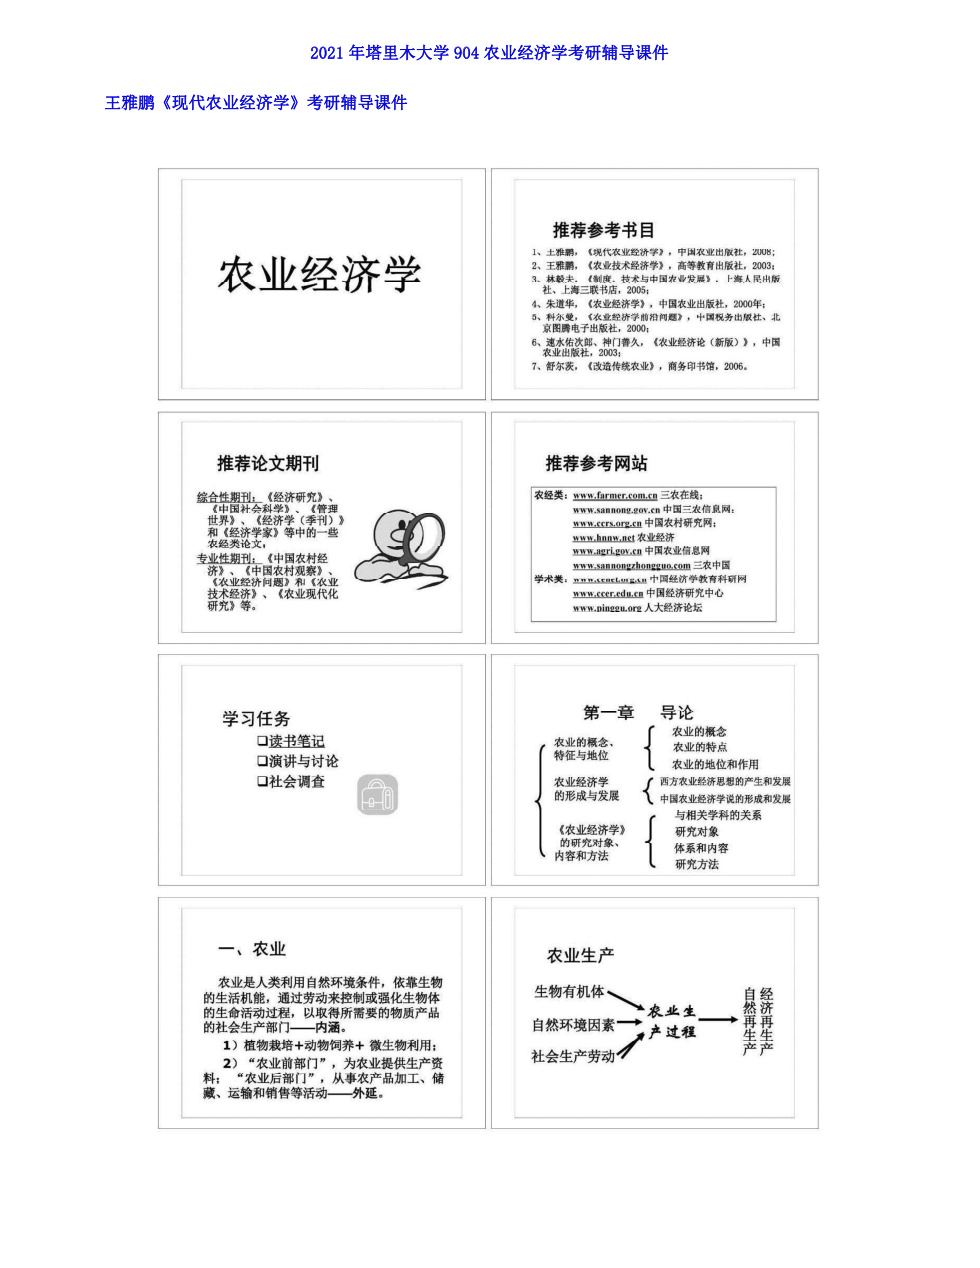 2021 年塔里木大学 904 农业经济学考研辅导课件
王雅鹏《现代农业经济学》考研辅导课件
农业经济学
推荐参考书目
1、王雅鹏，《现代农业经济学》，中国农业出版社，2008;
2、王雅鹏，《农业技术经济学》，高等教育出版社，2003;
3、林毅夫，《制度、技术与中国农业发展》，上海人民出版
社、上海三联书店，2005;
4、朱道华，《农业经济学》，中国农业出版社，2000年;
5、科尔曼，《农业经济学前沿问题》，中国税务出版社、北
京图腾电子出版社，2000;
6、速水佑次郎、神门善久，《农业经济论（新版）》，中国
农业出版社，2003;
7、舒尔茨，《改造传统农业》，商务印书馆，2006。
推荐论文期刊
综合性期刊：《经济研究》、
《中国社会科学》、《管理
世界》、《经济学（季刊）》
和《经济学家》等中的一些
农经类论文。
专业性期刊：《中国农村经
济》、《中国农村观察》、
《农业经济问题》和《农业
技术经济》、《农业现代化
研究》等。
推荐参考网站
农经类：www.farmer.com.cn 三农在线;
www.sannong.gov.cn 中国三农信息网;
www.ccrs.org.cn 中国农村研究网;
www.hnnw.net 农业经济
www.agri.gov.cn 中国农业信息网
www.sannongzhongguo.com 三农中国
学术类：www.cenet.org.cn 中国经济学教育科研网
www.ccer.edu.cn 中国经济研究中心
www.pinggu.org 人大经济论坛
学习任务
❑读书笔记
❑演讲与讨论
❑社会调查
第一章 导论
农业的概念、
特征与地位
农业的概念
农业的特点
农业的地位和作用
农业经济学
的形成与发展
西方农业经济思想的产生和发展
中国农业经济学说的形成和发展
《农业经济学》
的研究对象、
内容和方法
与相关学科的关系
研究对象
体系和内容
研究方法
一、农业
农业是人类利用自然环境条件，依靠生物
的生活机能，通过劳动来控制或强化生物体
的生命活动过程，以取得所需要的物质产品
的社会生产部门——内涵。
1）植物栽培+动物饲养+ 微生物利用;
2）“农业前部门”，为农业提供生产资
料； “农业后部门”，从事农产品加工、储
藏、运输和销售等活动——外延。
农业生产
生物有机体
自然环境因素
社会生产劳动
农业生
产过程
自然再生产
经济再生产